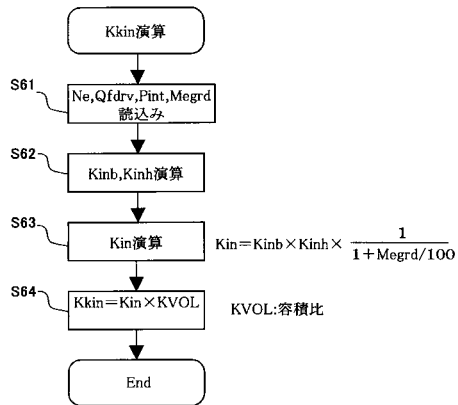 Kkin演算
S61
Ne,Qfdrv,Pint,Megrd
読込み
S62
Kinb,Kinh演算
S63
Kin演算
Kin＝Kinb×Kinh× 1
1＋Megrd/100
S64
Kkin＝Kin×KVOL
KVOL:容積比
End